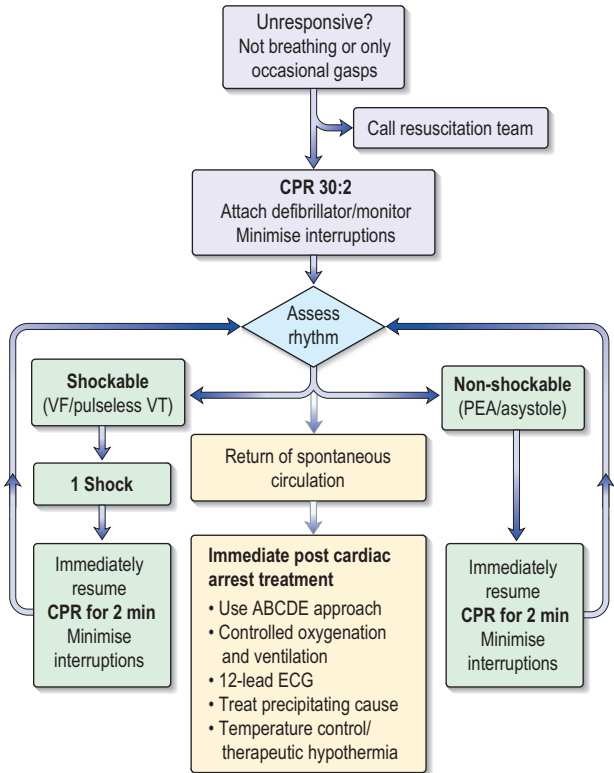 Unresponsive?
Not breathing or only
occasional gasps
Call resuscitation team
CPR 30:2
Attach defibrillator/monitor
Minimise interruptions
Assess
rhythm
Shockable
(VF/pulseless VT)
Non-shockable
(PEA/asystole)
Return of spontaneous
circulation
1 Shock
Immediately
resume
CPR for 2 min
Minimise
interruptions
Immediate post cardiac
arrest treatment
• Use ABCDE approach
• Controlled oxygenation
and ventilation
• 12-lead ECG
• Treat precipitating cause
• Temperature control/
therapeutic hypothermia
Immediately
resume
CPR for 2 min
Minimise
interruptions